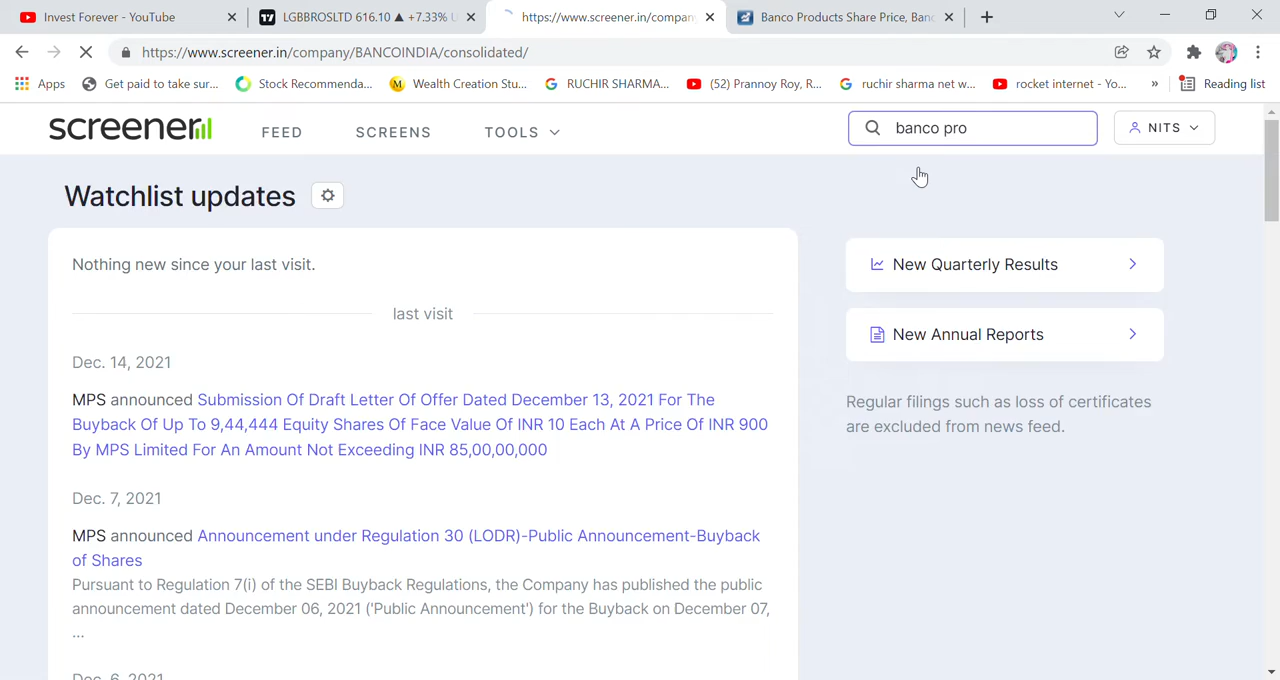 Invest Forever - YouTube
LGBBROSLTD 616.10 ▲ +7.33% U
https://www.screener.in/company
Banco Products Share Price, Banc
https://www.screener.in/company/BANCOINDIA/consolidated/
Apps
Get paid to take sur...
Stock Recommenda...
Wealth Creation Stu...
RUCHIR SHARMA...
(52) Prannoy Roy, R...
ruchir sharma net w...
rocket internet - Yo...
»
Reading list
screener
FEED
SCREENS
TOOLS
banco pro
NITS
Watchlist updates
Nothing new since your last visit.
last visit
Dec. 14, 2021
MPS announced Submission Of Draft Letter Of Offer Dated December 13, 2021 For The
Buyback Of Up To 9,44,444 Equity Shares Of Face Value Of INR 10 Each At A Price Of INR 900
By MPS Limited For An Amount Not Exceeding INR 85,00,00,000
Dec. 7, 2021
MPS announced Announcement under Regulation 30 (LODR)-Public Announcement-Buyback
of Shares
Pursuant to Regulation 7(i) of the SEBI Buyback Regulations, the Company has published the public
announcement dated December 06, 2021 ('Public Announcement') for the Buyback on December 07,
...
Dec. 6, 2021
New Quarterly Results
New Annual Reports
Regular filings such as loss of certificates
are excluded from news feed.